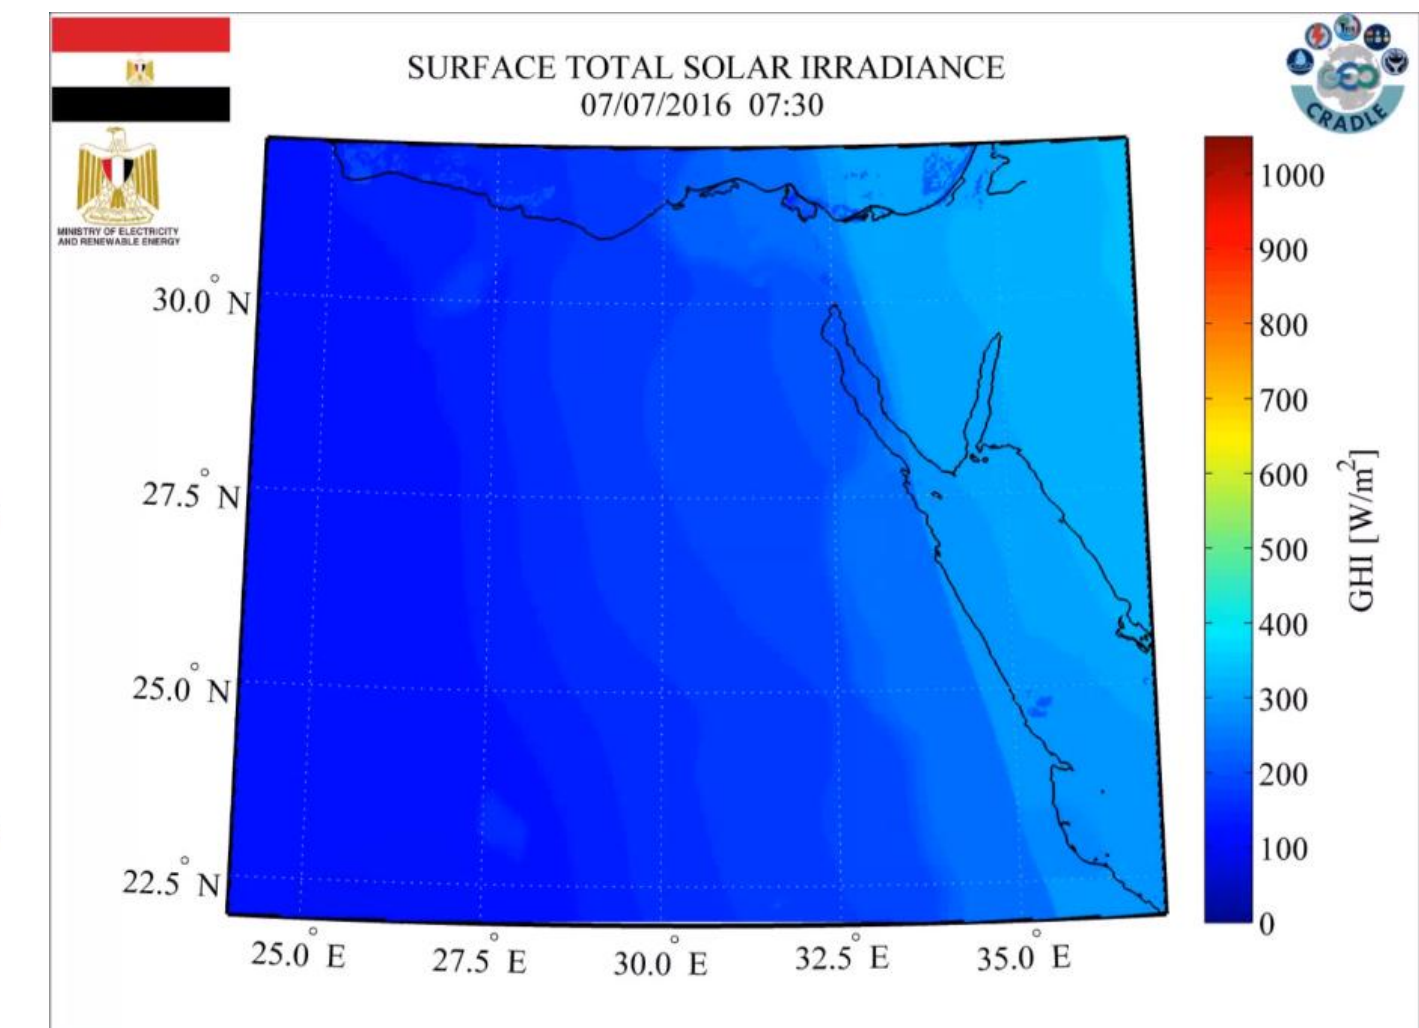 SURFACE TOTAL SOLAR IRRADIANCE
07/07/2016 07:30
MINISTRY OF ELECTRICITY
AND RENEWABLE ENERGY
GEO
CRADLE
30.0° N
27.5° N
25.0° N
22.5° N
25.0° E
27.5° E
30.0° E
32.5° E
35.0° E
1000
900
800
700
600
500
400
300
200
100
0
GHI [W/m²]